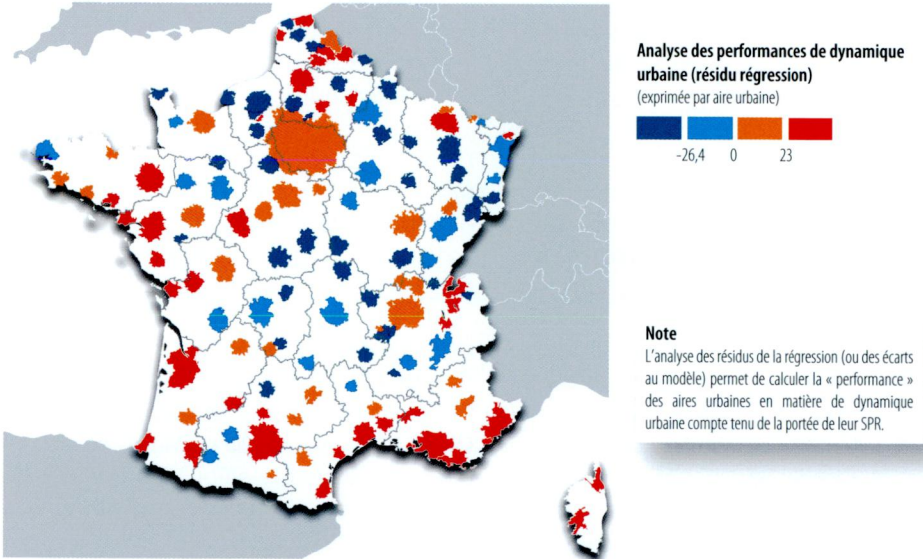 Analyse des performances de dynamique
urbaine (résidu régression)
(exprimée par aire urbaine)
-26,4 0 23
Note
L'analyse des résidus de la régression (ou des écarts
au modèle) permet de calculer la « performance »
des aires urbaines en matière de dynamique
urbaine compte tenu de la portée de leur SPR.